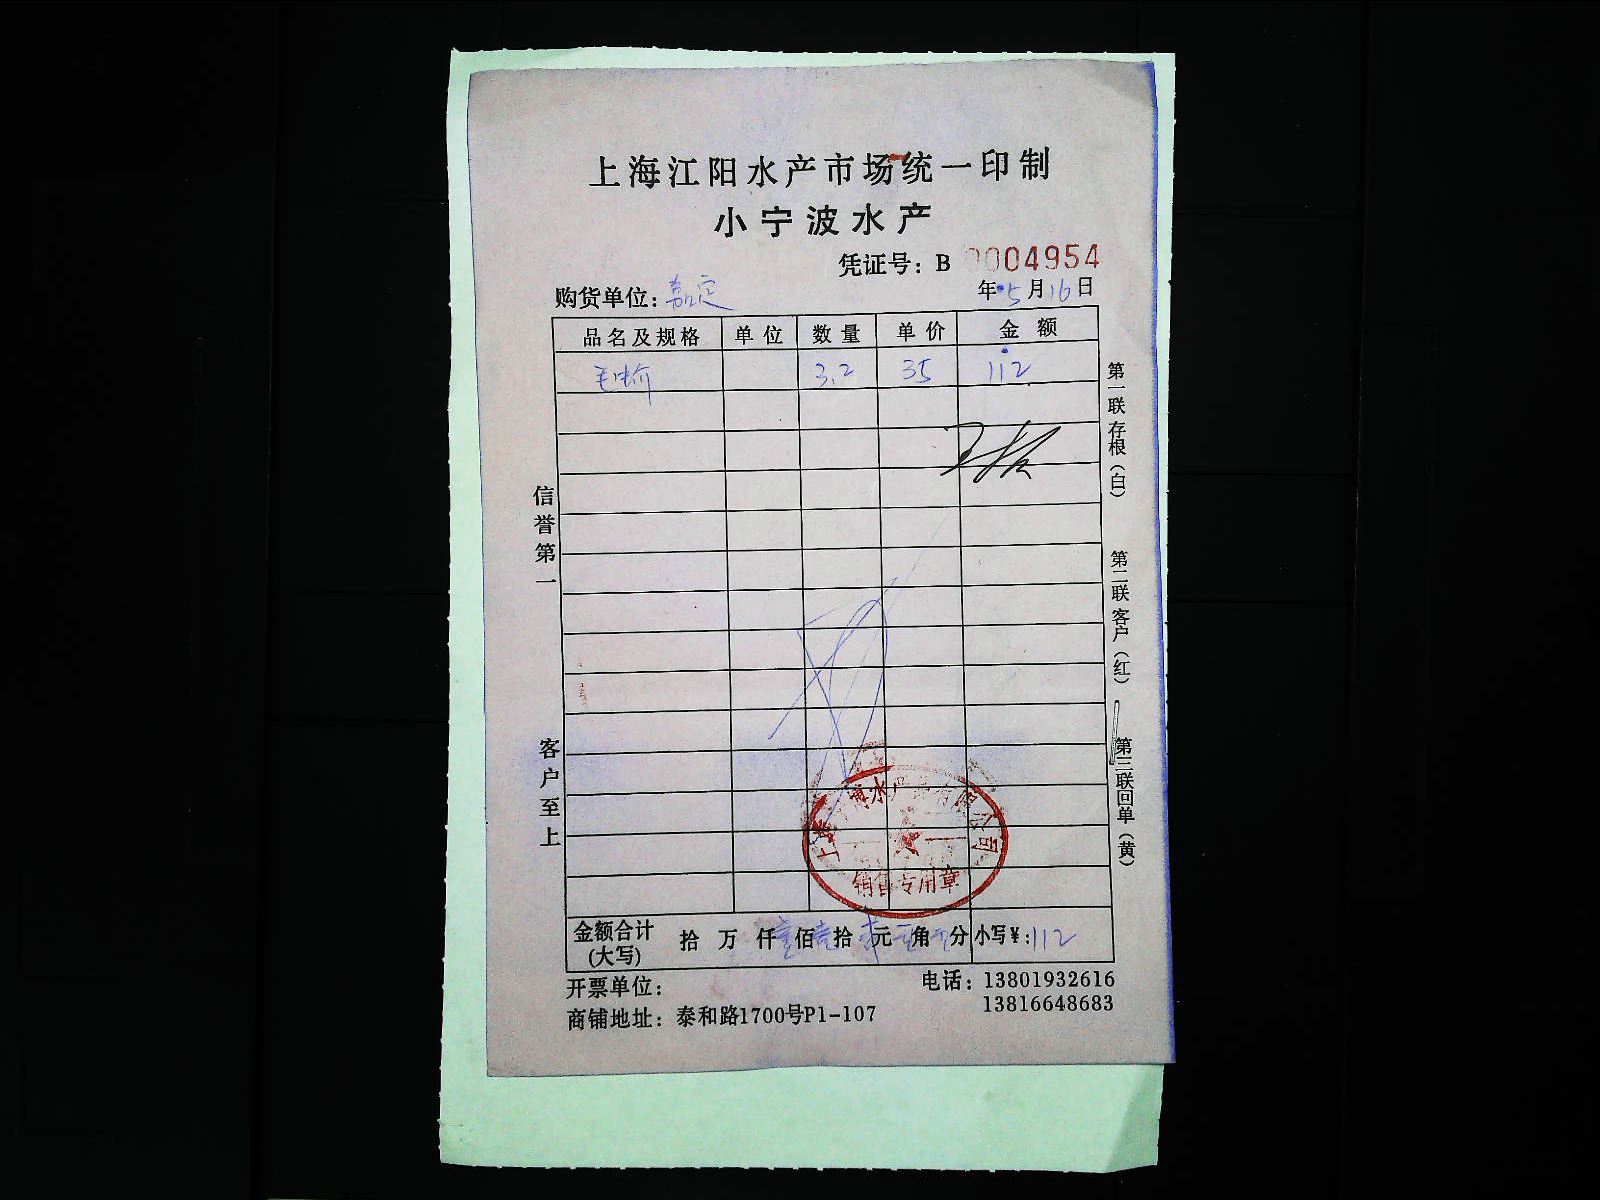 上海江阳水产市场统一印制
小宁波水产
凭证号：B 0004954
购货单位：嘉定 年5月16日
品名及规格 单位 数量 单价 金额
毛蚶 3.2 35 112
信誉第一
客户至上
第一联存根（白）
第二联客户（红）
第三联回单（黄）
销售专用章
金额合计(大写) 拾 万 仟壹佰壹拾 元 角 分 小写¥:112
开票单位：
电话：13801932616
13816648683
商铺地址：泰和路1700号P1-107